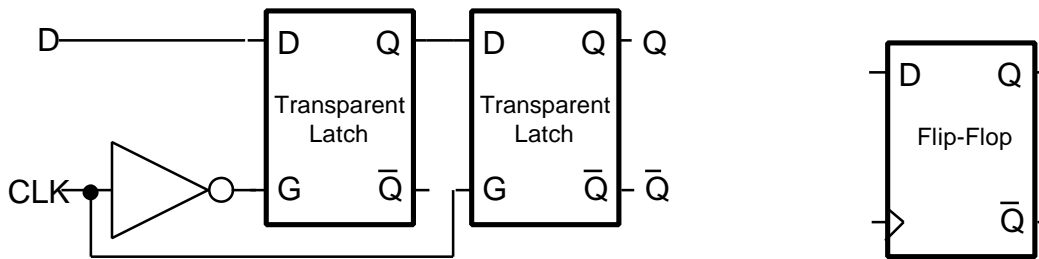 D
D Q
D Q
Q
Transparent
Latch
Transparent
Latch
CLK
G Q̅
G Q̅
Q̅
D Q
Flip-Flop
Q̅